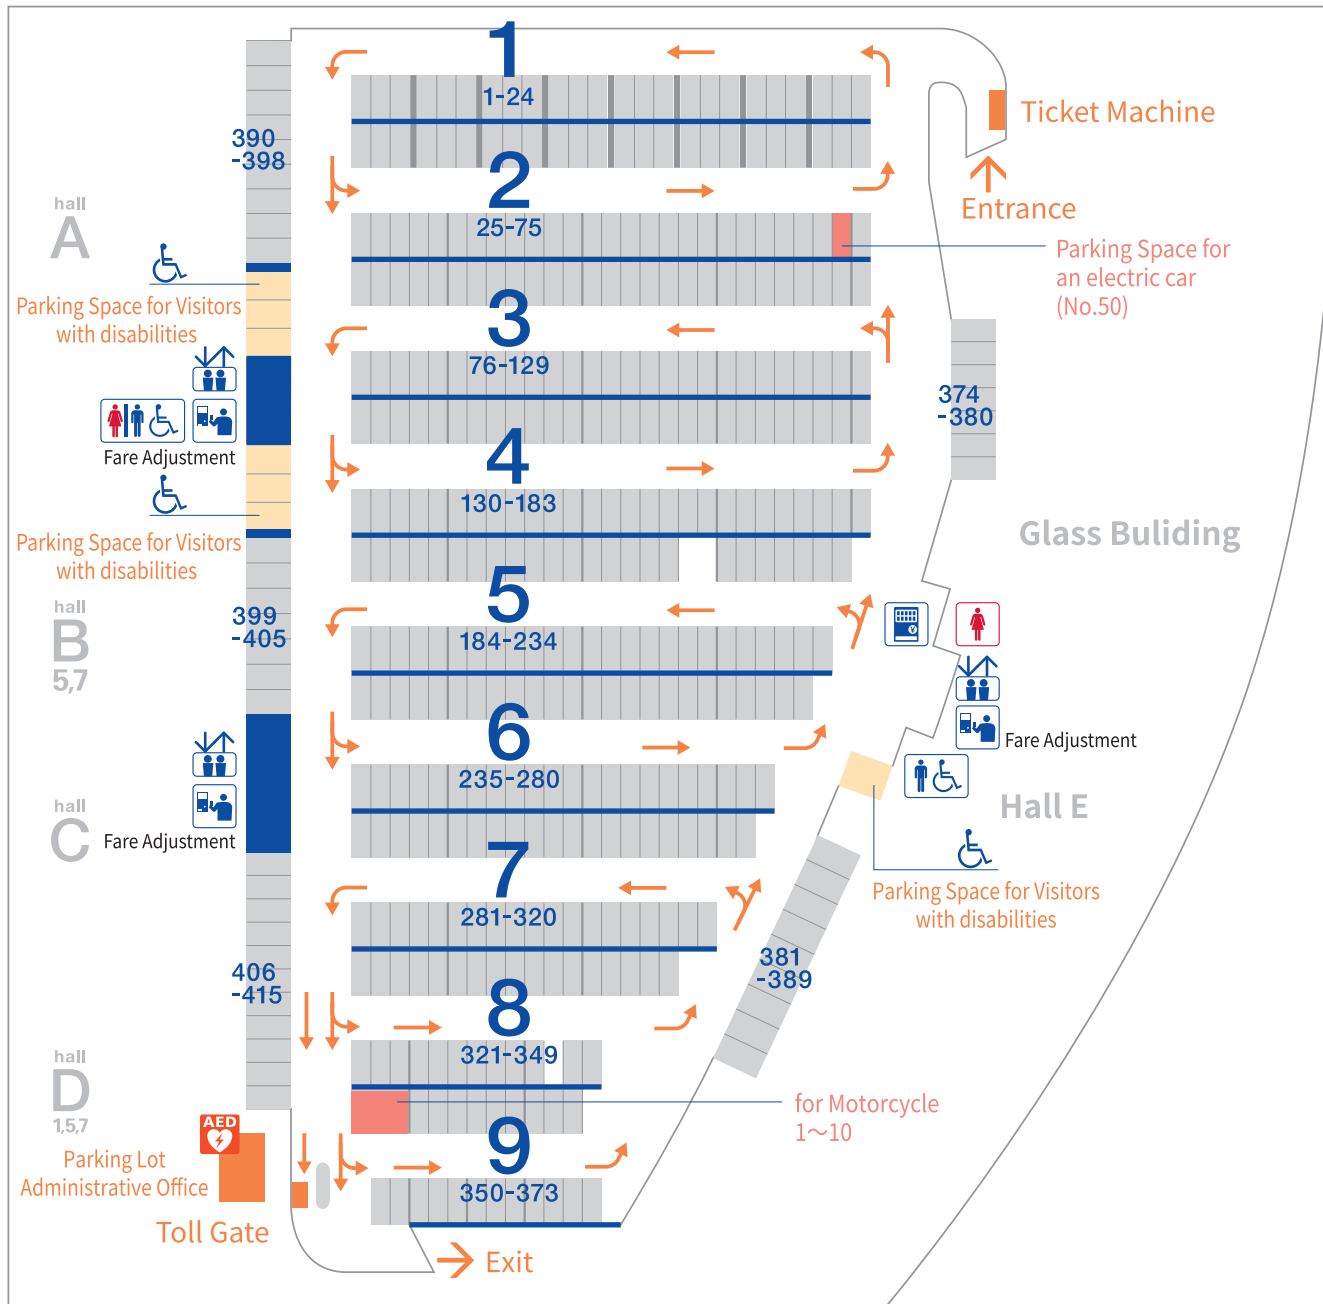 1
1-24
Ticket Machine
390
-398
2
25-75
Entrance
hall
A
Parking Space for
an electric car
(No.50)
Parking Space for Visitors
with disabilities
3
76-129
374
-380
Fare Adjustment
4
130-183
Parking Space for Visitors
with disabilities
Glass Buliding
hall
B
5,7
399
-405
5
184-234
¥
6
235-280
Fare Adjustment
hall
C
Fare Adjustment
Hall E
7
281-320
Parking Space for Visitors
with disabilities
381
-389
406
-415
8
321-349
hall
D
1,5,7
for Motorcycle
1～10
AED
Parking Lot
Administrative Office
9
350-373
Toll Gate
Exit